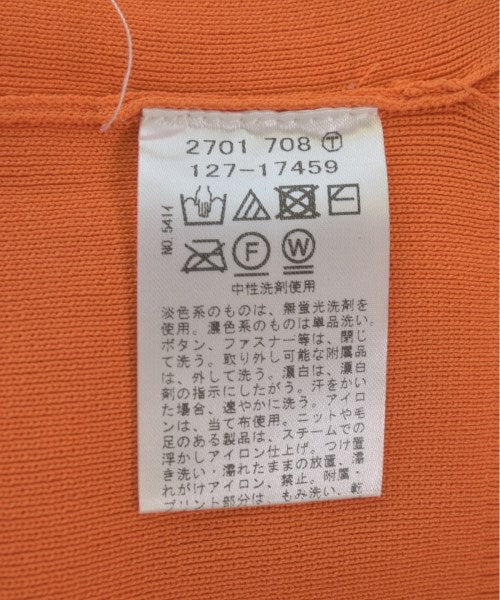 2701 708 Ⓣ
127-17459
NO.5414
F
W
中性洗剤使用
淡色系のものは、無蛍光洗剤を
使用。濃色系のものは単品洗い。
ボタン、ファスナー等は、閉じ
て洗う。取り外し可能な附属品
は、外して洗う。漂白は、漂白
剤の指示にしたがう。汗をかい
た場合、速やかに洗う。アイロ
ンは、当て布使用。ニットや毛
足のある製品は、スチームでの
浮かしアイロン仕上げ。つけ置
き洗い・濡れたままの放置、濡
れがけアイロン、禁止。附属・
プリント部分は、もみ洗い、乾